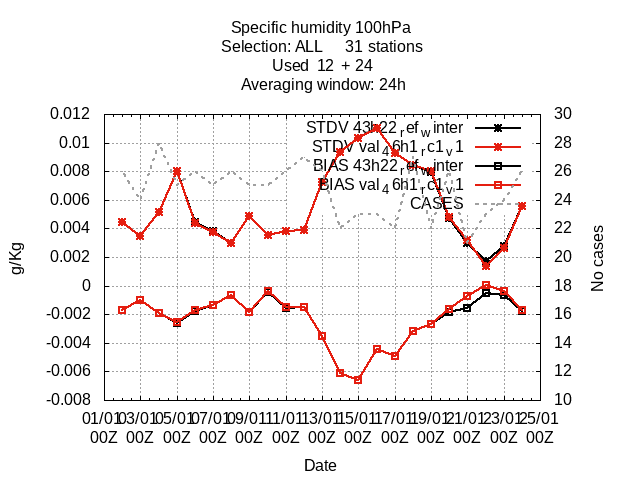 Specific humidity 100hPa
Selection: ALL 31 stations
Used 12 + 24
Averaging window: 24h
0.012
0.01
0.008
0.006
0.004
0.002
0
-0.002
-0.004
-0.006
-0.008
g/Kg
STDV 43h22refwinter
STDV val46h1rc1v1
BIAS 43h22refwinter
BIAS val46h1rc1v1
CASES
30
28
26
24
22
20
18
16
14
12
10
No cases
01/01 03/01 05/01 07/01 09/01 11/01 13/01 15/01 17/01 19/01 21/01 23/01 25/01
00Z 00Z 00Z 00Z 00Z 00Z 00Z 00Z 00Z 00Z 00Z 00Z 00Z
Date